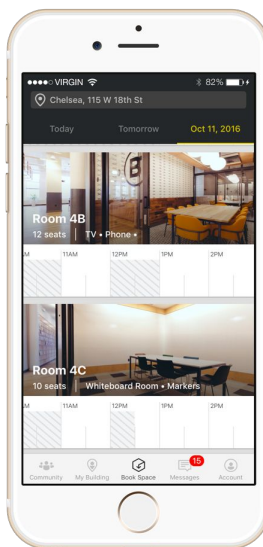 VIRGIN 82%
Chelsea, 115 W 18th St
Today Tomorrow Oct 11, 2016
Room 4B
12 seats | TV • Phone •
AM 11AM 12PM 1PM 2PM
Room 4C
10 seats | Whiteboard Room • Markers
AM 11AM 12PM 1PM 2PM
15
Community My Building Book Space Messages Account